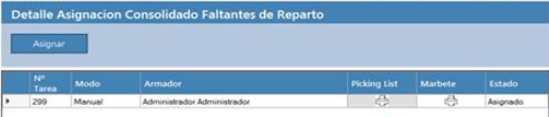 Detalle Asignacion Consolidado Faltantes de Reparto
Asignar
Nº Tarea Modo Armador Picking List Marbete Estado
299 Manual Administrador Administrador Asignado